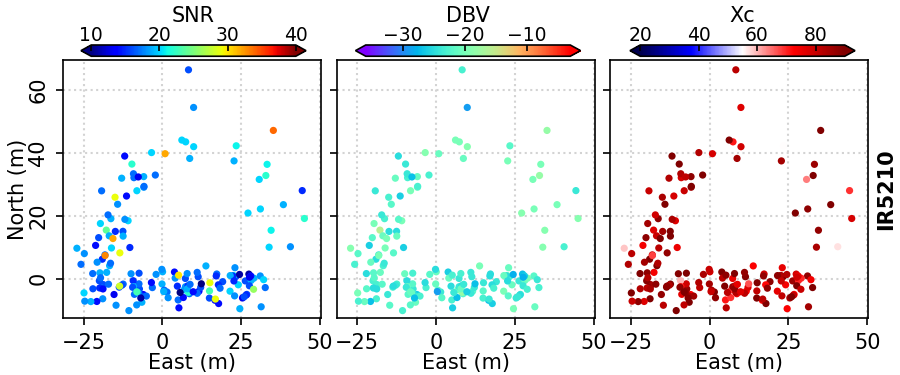 SNR DBV Xc
10 20 30 40 −30 −20 −10 20 40 60 80
60
40
20
0
North (m)
IR5210
−25 0 25 50 −25 0 25 50 −25 0 25 50
East (m) East (m) East (m)